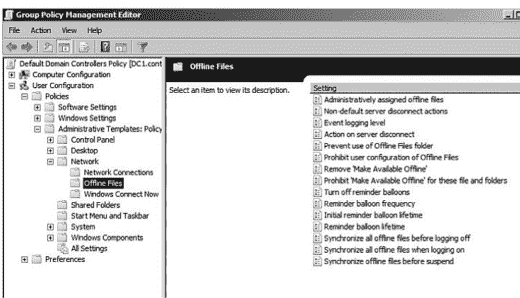 Group Policy Management Editor
File Action View Help
Default Domain Controllers Policy [DC1.cont
Computer Configuration
User Configuration
Policies
Software Settings
Windows Settings
Administrative Templates: Policy
Control Panel
Desktop
Network
Network Connections
Offline Files
Windows Connect Now
Shared Folders
Start Menu and Taskbar
System
Windows Components
All Settings
Preferences
Offline Files
Select an item to view its description.
Setting
Administratively assigned offline files
Non-default server disconnect actions
Event logging level
Action on server disconnect
Prevent use of Offline Files folder
Prohibit user configuration of Offline Files
Remove 'Make Available Offline'
Prohibit 'Make Available Offline' for these file and folders
Turn off reminder balloons
Reminder balloon frequency
Initial reminder balloon lifetime
Reminder balloon lifetime
Synchronize all offline files before logging off
Synchronize all offline files when logging on
Synchronize offline files before suspend